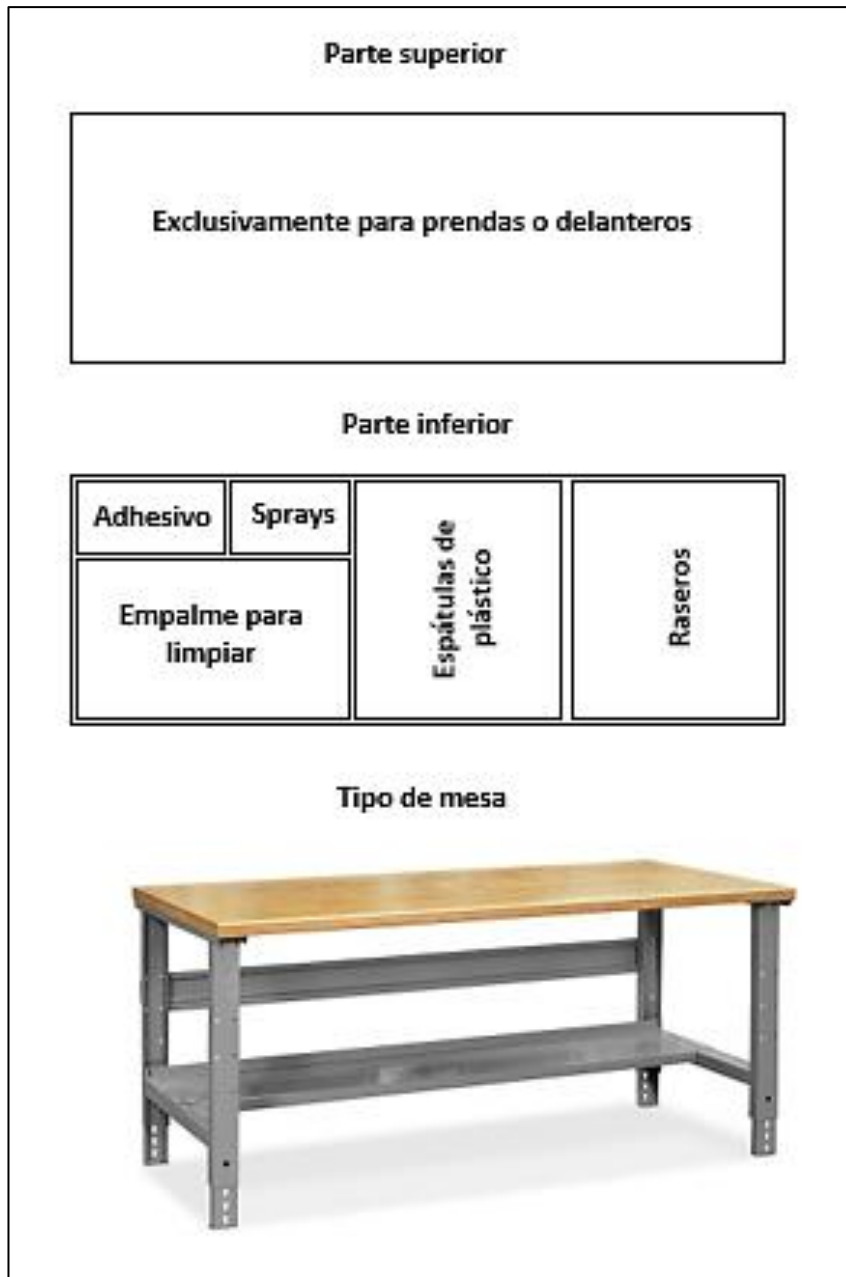 Parte superior
Exclusivamente para prendas o delanteros
Parte inferior
Adhesivo
Sprays
Empalme para
limpiar
Espátulas de
plástico
Raseros
Tipo de mesa